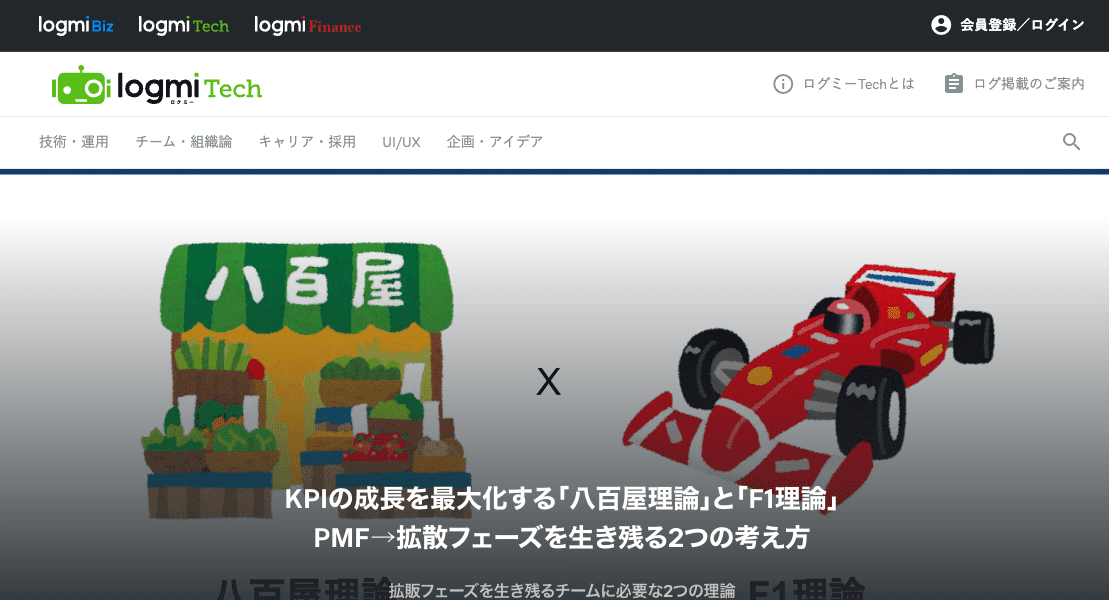 logmi Biz logmi Tech logmi Finance 会員登録／ログイン
logmi Tech
ログミー
ログミーTechとは ログ掲載のご案内
技術・運用 チーム・組織論 キャリア・採用 UI/UX 企画・アイデア
八百屋
X
KPIの成長を最大化する「八百屋理論」と「F1理論」
PMF→拡散フェーズを生き残る2つの考え方
八百屋理論 F1理論
拡販フェーズを生き残るチームに必要な2つの理論